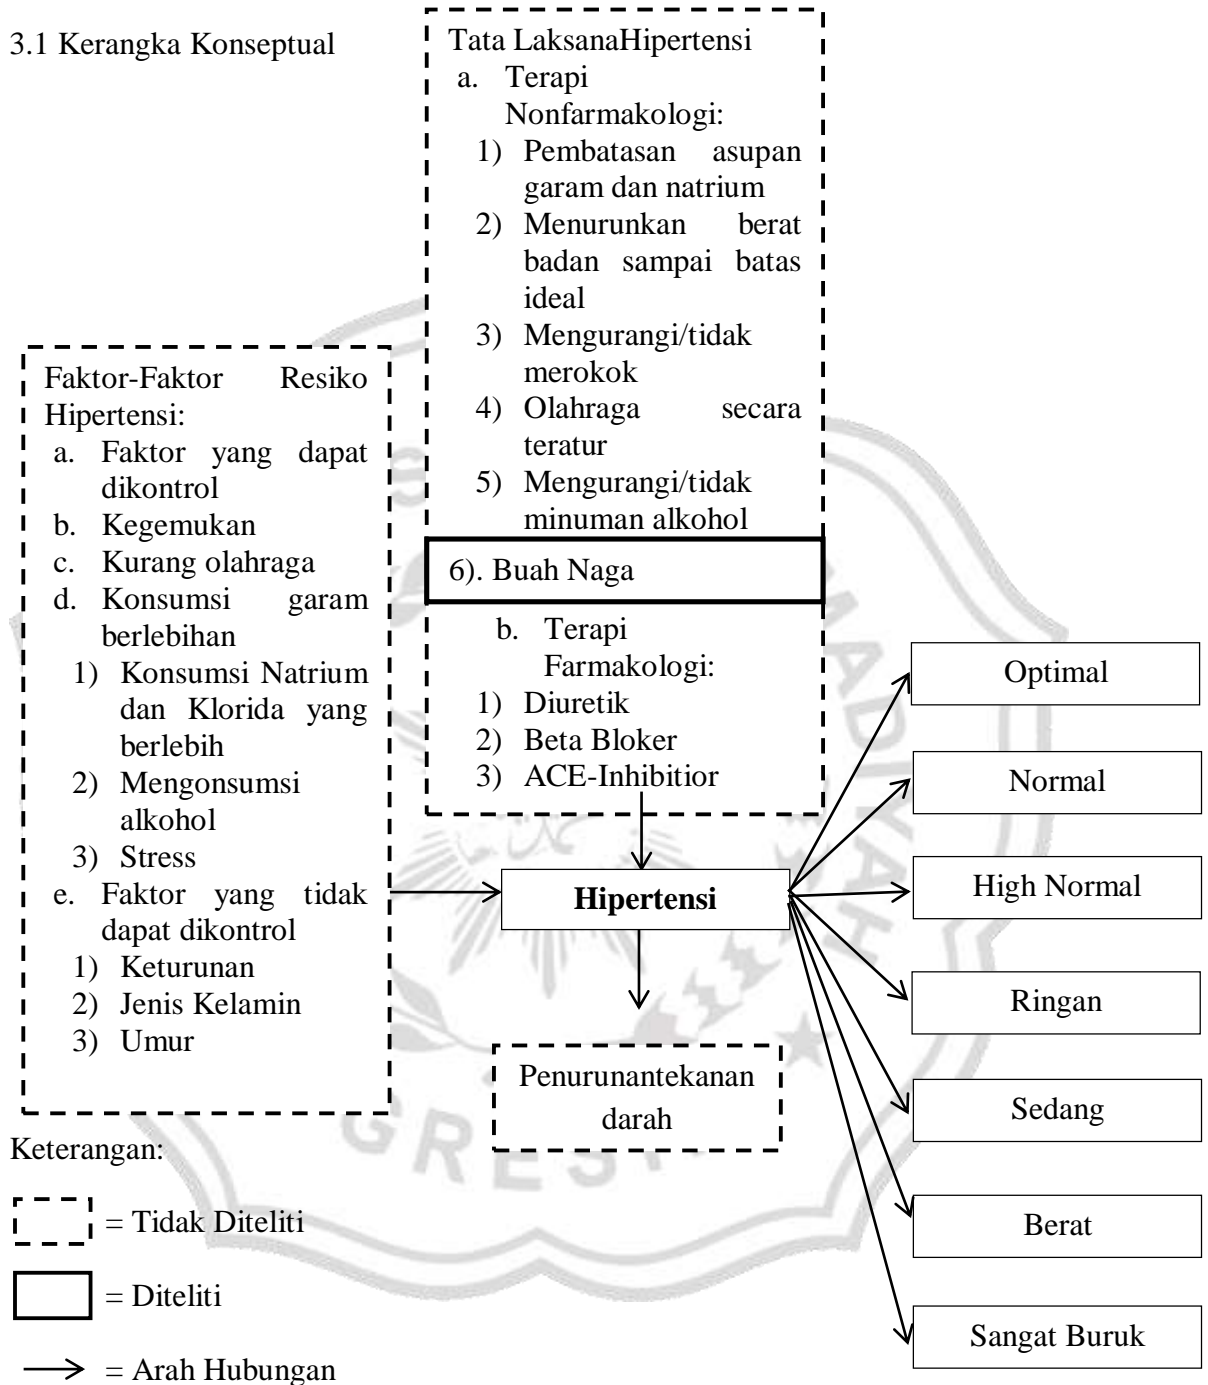 3.1 Kerangka Konseptual
Tata LaksanaHipertensi
a. Terapi
Nonfarmakologi:
1) Pembatasan asupan
garam dan natrium
2) Menurunkan berat
badan sampai batas
ideal
3) Mengurangi/tidak
merokok
4) Olahraga secara
teratur
5) Mengurangi/tidak
minuman alkohol
6). Buah Naga
b. Terapi
Farmakologi:
1) Diuretik
2) Beta Bloker
3) ACE-Inhibitior
Faktor-Faktor Resiko
Hipertensi:
a. Faktor yang dapat
dikontrol
b. Kegemukan
c. Kurang olahraga
d. Konsumsi garam
berlebihan
1) Konsumsi Natrium
dan Klorida yang
berlebih
2) Mengonsumsi
alkohol
3) Stress
e. Faktor yang tidak
dapat dikontrol
1) Keturunan
2) Jenis Kelamin
3) Umur
Hipertensi
Penurunantekanan
darah
Optimal
Normal
High Normal
Ringan
Sedang
Berat
Sangat Buruk
Keterangan:
= Tidak Diteliti
= Diteliti
= Arah Hubungan